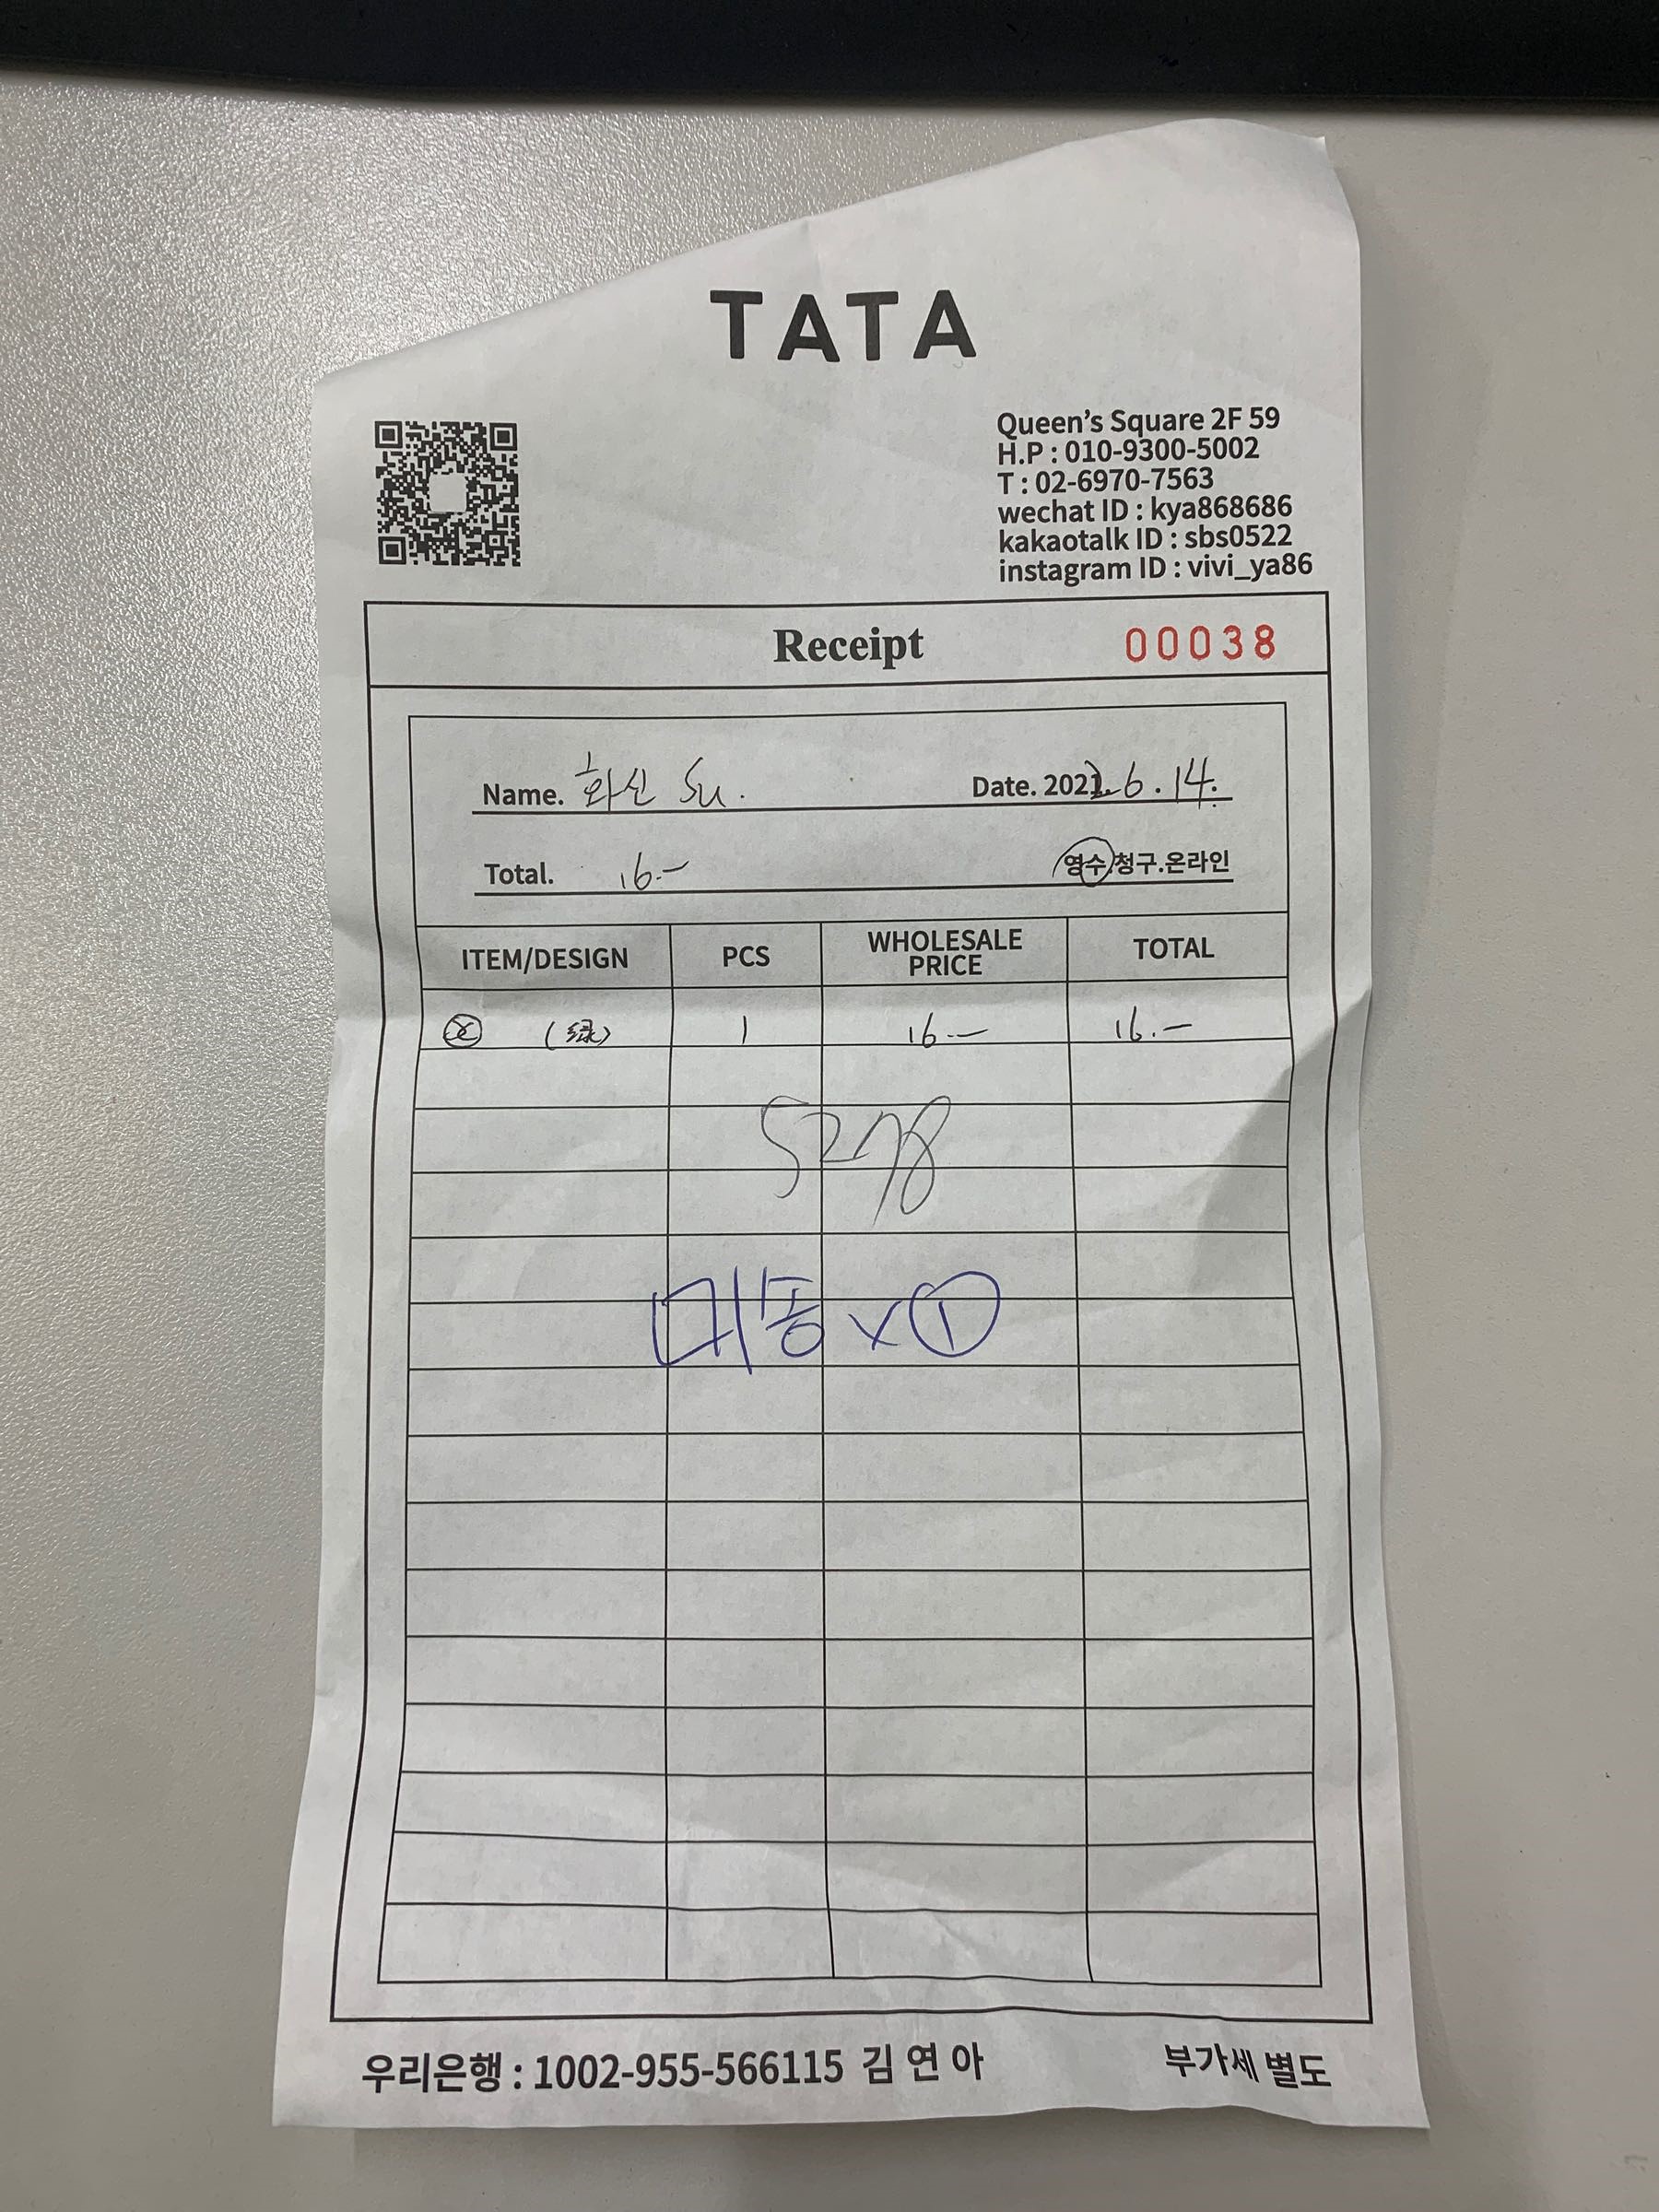 TATA
Queen's Square 2F 59
H.P : 010-9300-5002
T : 02-6970-7563
wechat ID : kya868686
kakaotalk ID : sbs0522
instagram ID : vivi_ya86
Receipt 00038
Name. 화신 Su. Date. 2022.6.14.
Total. 16.- 영수.청구.온라인
ITEM/DESIGN PCS WHOLESALE PRICE TOTAL
(绿) 1 16.- 16.-
5278
미송 x ①
우리은행 : 1002-955-566115 김 연 아 부가세 별도